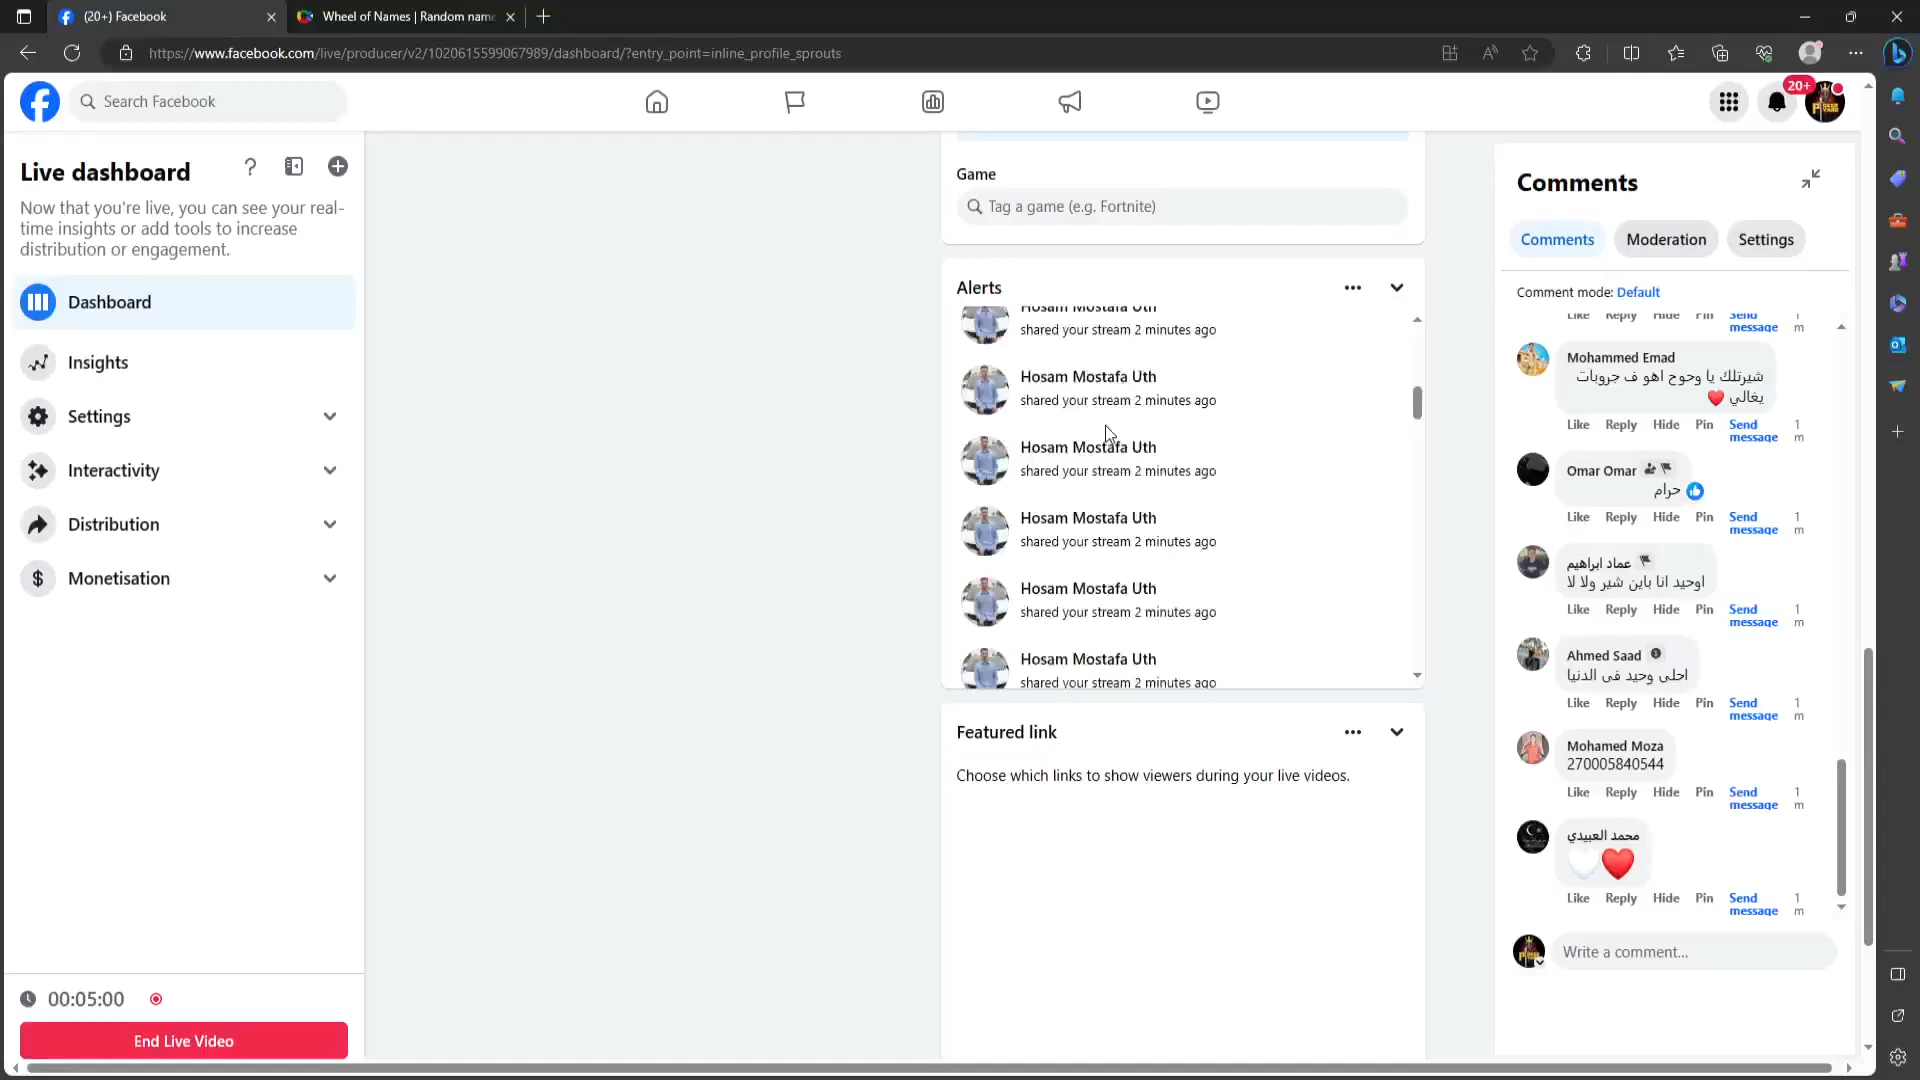 (20+) Facebook
Wheel of Names | Random name
https://www.facebook.com/live/producer/v2/1020615599067989/dashboard/?entry_point=inline_profile_sprouts
Search Facebook
20+
Live dashboard
Now that you're live, you can see your real-
time insights or add tools to increase
distribution or engagement.
Dashboard
Insights
Settings
Interactivity
Distribution
Monetisation
00:05:00
End Live Video
Game
Tag a game (e.g. Fortnite)
Alerts
Hosam Mostafa Uth
shared your stream 2 minutes ago
Hosam Mostafa Uth
shared your stream 2 minutes ago
Hosam Mostafa Uth
shared your stream 2 minutes ago
Hosam Mostafa Uth
shared your stream 2 minutes ago
Hosam Mostafa Uth
shared your stream 2 minutes ago
Hosam Mostafa Uth
shared your stream 2 minutes ago
Featured link
Choose which links to show viewers during your live videos.
Comments
Comments Moderation Settings
Comment mode: Default
Like Reply Hide Pin Send message 1 m
Mohammed Emad
شيرتلك يا وحوح اهو ف جروبات
يغالي ❤️
Like Reply Hide Pin Send message 1 m
Omar Omar
حرام 👍
Like Reply Hide Pin Send message 1 m
عماد ابراهيم
اوحيد انا باين شير ولا لا
Like Reply Hide Pin Send message 1 m
Ahmed Saad
احلى وحيد فى الدنيا
Like Reply Hide Pin Send message 1 m
Mohamed Moza
270005840544
Like Reply Hide Pin Send message 1 m
محمد العبيدي
🤍❤️
Like Reply Hide Pin Send message 1 m
Write a comment...